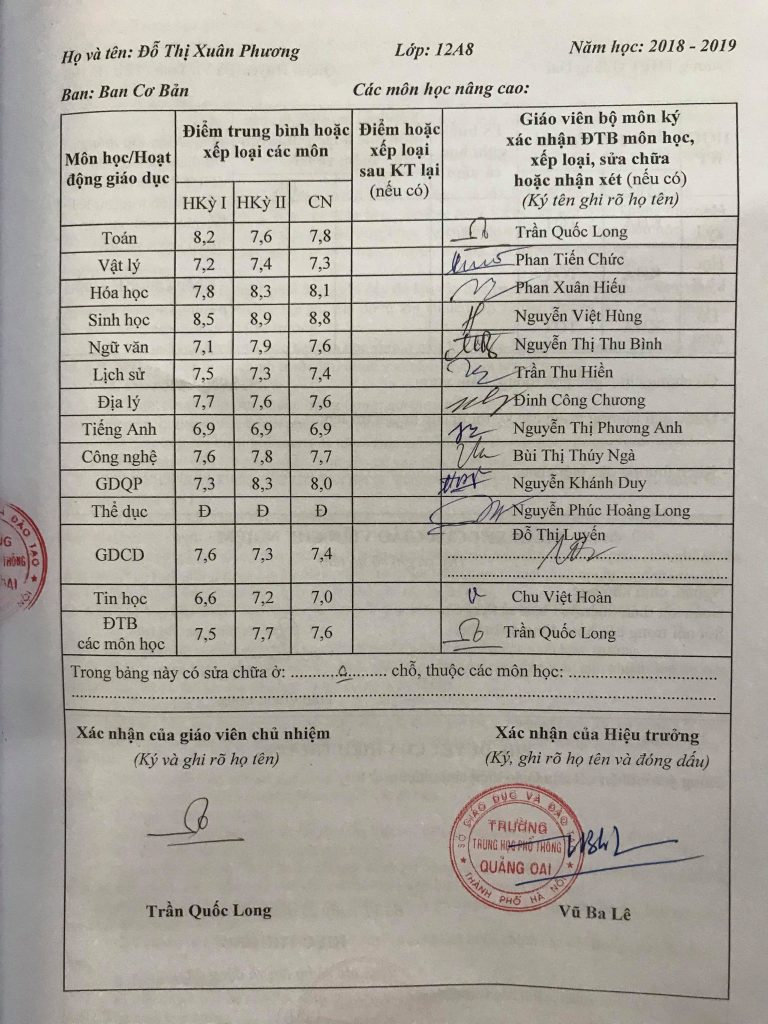 Họ và tên: Đỗ Thị Xuân Phương Lớp: 12A8 Năm học: 2018 - 2019
Ban: Ban Cơ Bản Các môn học nâng cao:
Môn học/Hoạt động giáo dục
Điểm trung bình hoặc xếp loại các môn
HKỳ I HKỳ II CN
Điểm hoặc xếp loại sau KT lại (nếu có)
Giáo viên bộ môn ký xác nhận ĐTB môn học, xếp loại, sửa chữa hoặc nhận xét (nếu có) (Ký tên ghi rõ họ tên)
Toán 8,2 7,6 7,8 Trần Quốc Long
Vật lý 7,2 7,4 7,3 Phan Tiến Chức
Hóa học 7,8 8,3 8,1 Phan Xuân Hiếu
Sinh học 8,5 8,9 8,8 Nguyễn Việt Hùng
Ngữ văn 7,1 7,9 7,6 Nguyễn Thị Thu Bình
Lịch sử 7,5 7,3 7,4 Trần Thu Hiền
Địa lý 7,7 7,6 7,6 Đinh Công Chương
Tiếng Anh 6,9 6,9 6,9 Nguyễn Thị Phương Anh
Công nghệ 7,6 7,8 7,7 Bùi Thị Thúy Ngà
GDQP 7,3 8,3 8,0 Nguyễn Khánh Duy
Thể dục Đ Đ Đ Nguyễn Phúc Hoàng Long
GDCD 7,6 7,3 7,4 Đỗ Thị Luyến
Tin học 6,6 7,2 7,0 Chu Việt Hoàn
ĐTB các môn học 7,5 7,7 7,6 Trần Quốc Long
Trong bảng này có sửa chữa ở: ........... chỗ, thuộc các môn học: ...........
Xác nhận của giáo viên chủ nhiệm
(Ký và ghi rõ họ tên)
Trần Quốc Long
Xác nhận của Hiệu trưởng
(Ký, ghi rõ họ tên và đóng dấu)
SỞ GIÁO DỤC VÀ ĐÀO
TRƯỜNG
TRUNG HỌC PHỔ THÔNG
QUẢNG OAI
THÀNH PHỐ HÀ NỘI
Vũ Ba Lê